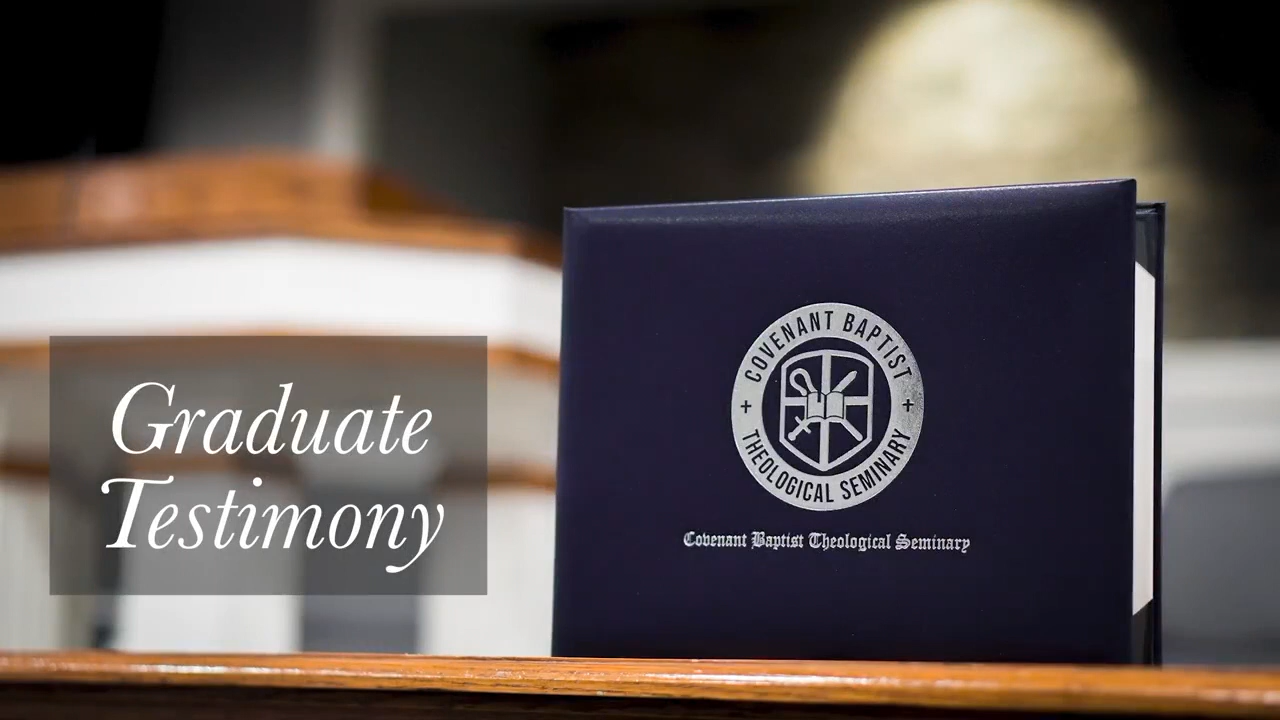 Graduate
Testimony
COVENANT BAPTIST
THEOLOGICAL SEMINARY
Covenant Baptist Theological Seminary